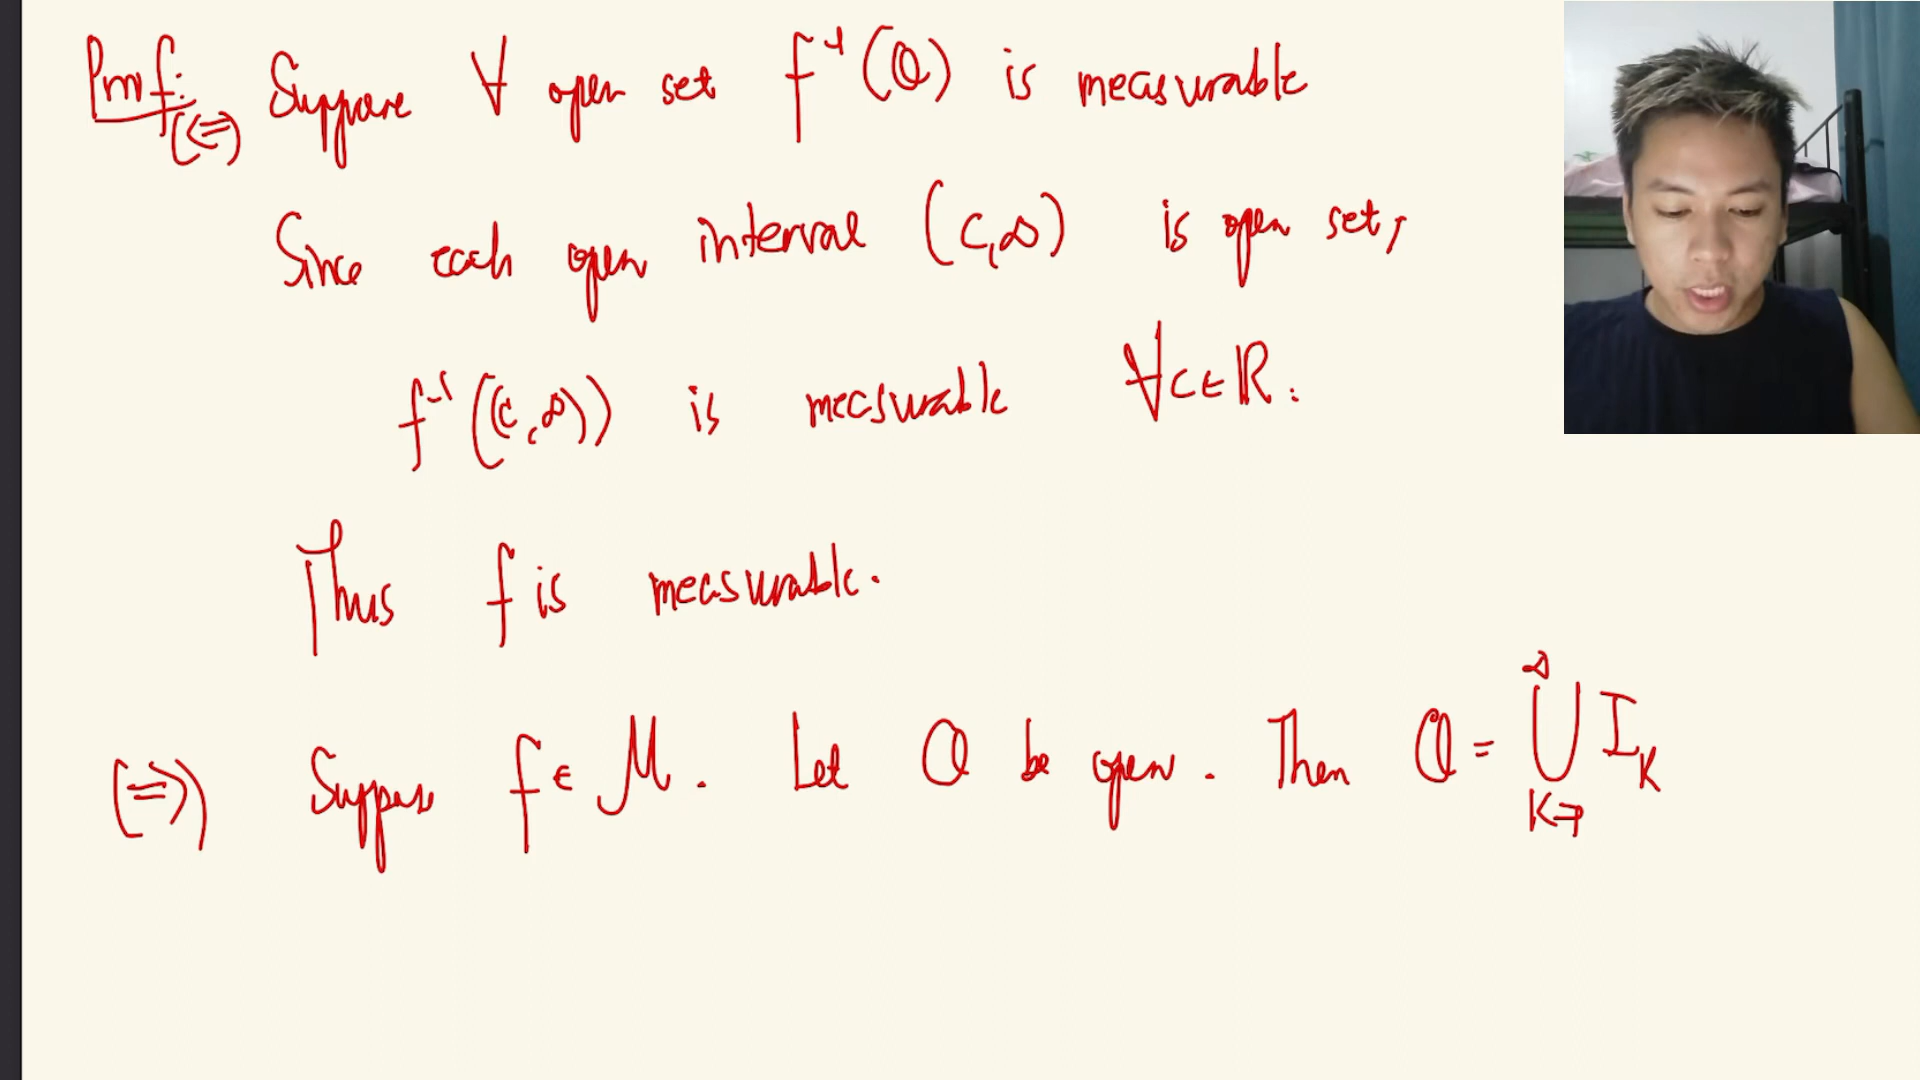 Proof:
(⇐) Suppose ∀ open set f⁻¹(O) is measurable
Since each open interval (c,∞) is open set,
f⁻¹((c,∞)) is measurable ∀c∈ℝ.
Thus f is measurable.
(⇒) Suppose f ∈ M. Let O be open. Then O = ⋃_{K=1}^{∞} I_K